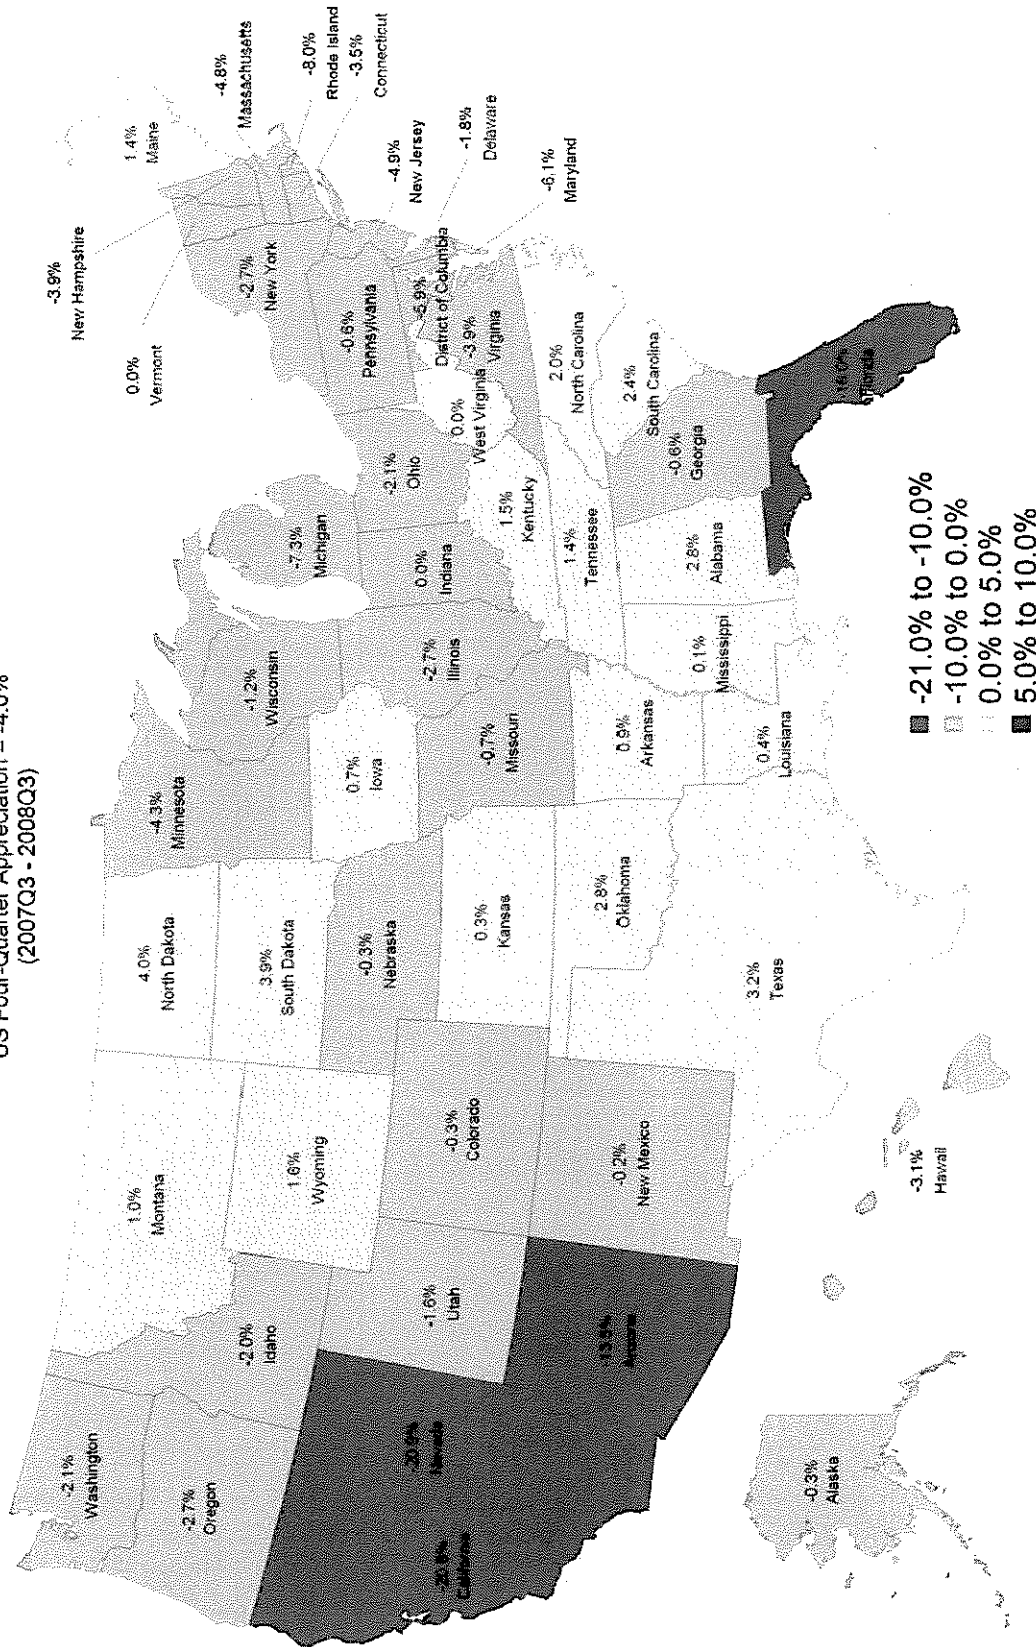 US Four-Quarter Appreciation = -4.0%
(2007Q3 - 2008Q3)
-2.1%
Washington
-2.7%
Oregon
-2.0%
Idaho
1.0%
Montana
1.6%
Wyoming
4.0%
North Dakota
3.9%
South Dakota
-0.3%
Nebraska
-4.3%
Minnesota
-1.2%
Wisconsin
0.7%
Iowa
-7.3%
Michigan
-2.7%
Illinois
0.0%
Indiana
-2.1%
Ohio
0.0%
Vermont
-3.9%
New Hampshire
1.4%
Maine
-4.8%
Massachusetts
-8.0%
Rhode Island
-3.5%
Connecticut
-2.7%
New York
-0.6%
Pennsylvania
-4.9%
New Jersey
-1.8%
Delaware
-6.1%
Maryland
-5.9%
District of Columbia
-3.9%
Virginia
0.0%
West Virginia
Nevada
California
-1.6%
Utah
-0.3%
Colorado
0.3%
Kansas
-0.7%
Missouri
1.5%
Kentucky
1.4%
Tennessee
2.0%
North Carolina
2.4%
South Carolina
Arizona
-0.2%
New Mexico
2.8%
Oklahoma
0.9%
Arkansas
0.1%
Mississippi
2.8%
Alabama
-0.6%
Georgia
3.2%
Texas
0.4%
Louisiana
Florida
-0.3%
Alaska
-3.1%
Hawaii
-21.0% to -10.0%
-10.0% to 0.0%
0.0% to 5.0%
5.0% to 10.0%